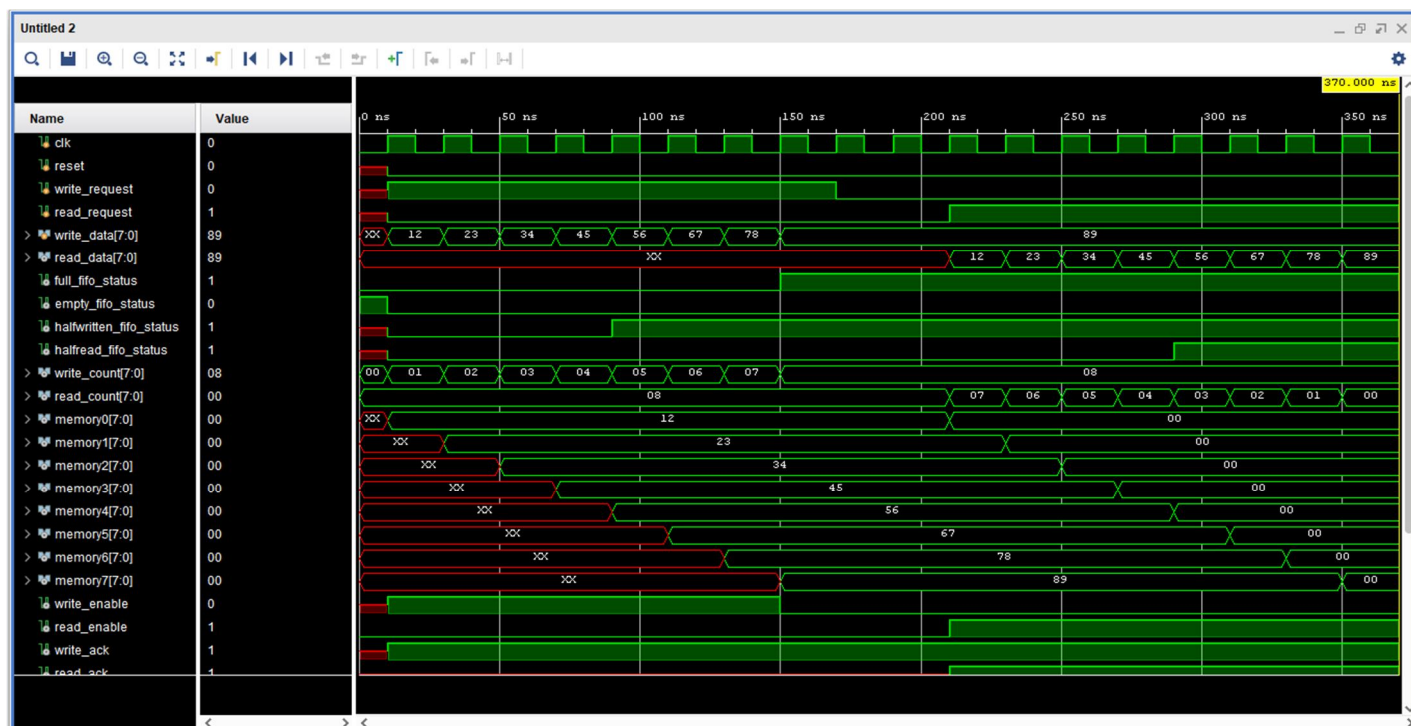 Untitled 2
370.000 ns
Name Value
0 ns 50 ns 100 ns 150 ns 200 ns 250 ns 300 ns 350 ns
clk 0
reset 0
write_request 0
read_request 1
write_data[7:0] 89 XX 12 23 34 45 56 67 78 89
read_data[7:0] 89 XX 12 23 34 45 56 67 78 89
full_fifo_status 1
empty_fifo_status 0
halfwritten_fifo_status 1
halfread_fifo_status 1
write_count[7:0] 08 00 01 02 03 04 05 06 07 08
read_count[7:0] 00 08 07 06 05 04 03 02 01 00
memory0[7:0] 00 XX 12 00
memory1[7:0] 00 XX 23 00
memory2[7:0] 00 XX 34 00
memory3[7:0] 00 XX 45 00
memory4[7:0] 00 XX 56 00
memory5[7:0] 00 XX 67 00
memory6[7:0] 00 XX 78 00
memory7[7:0] 00 XX 89 00
write_enable 0
read_enable 1
write_ack 1
read_ack 1